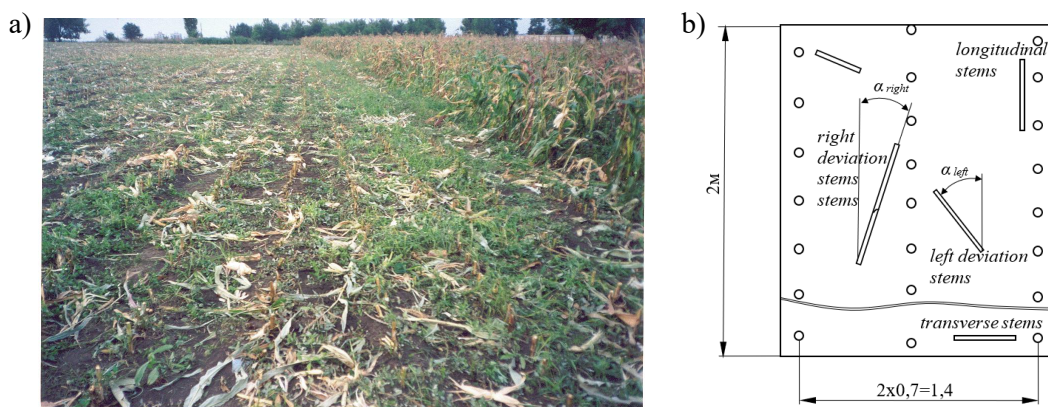 a)
b)
longitudinal
stems
α right
right
deviation
stems
stems
α left
2м
left deviation
stems
transverse stems
2x0,7=1,4